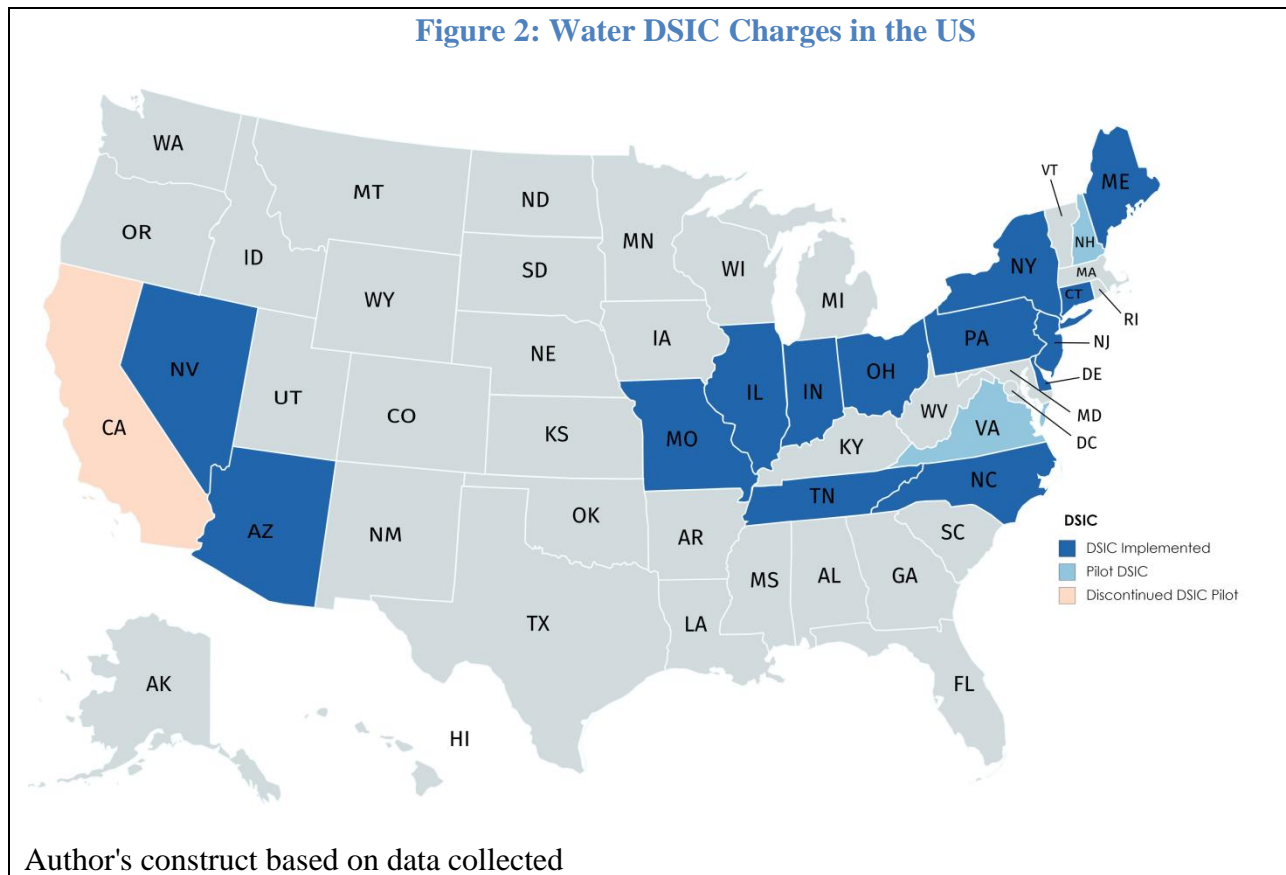 Figure 2: Water DSIC Charges in the US
WA
MT
ND
MN
VT
ME
OR
ID
SD
WI
NY
NH
WY
MI
MA
CT
RI
IA
PA
NJ
NE
NV
OH
DE
IL
IN
UT
MD
CO
WV
CA
MO
VA
DC
KS
KY
NC
TN
OK
AZ
NM
AR
SC
DSIC
DSIC Implemented
MS
AL
GA
Pilot DSIC
Discontinued DSIC Pilot
TX
LA
AK
FL
HI
Author's construct based on data collected